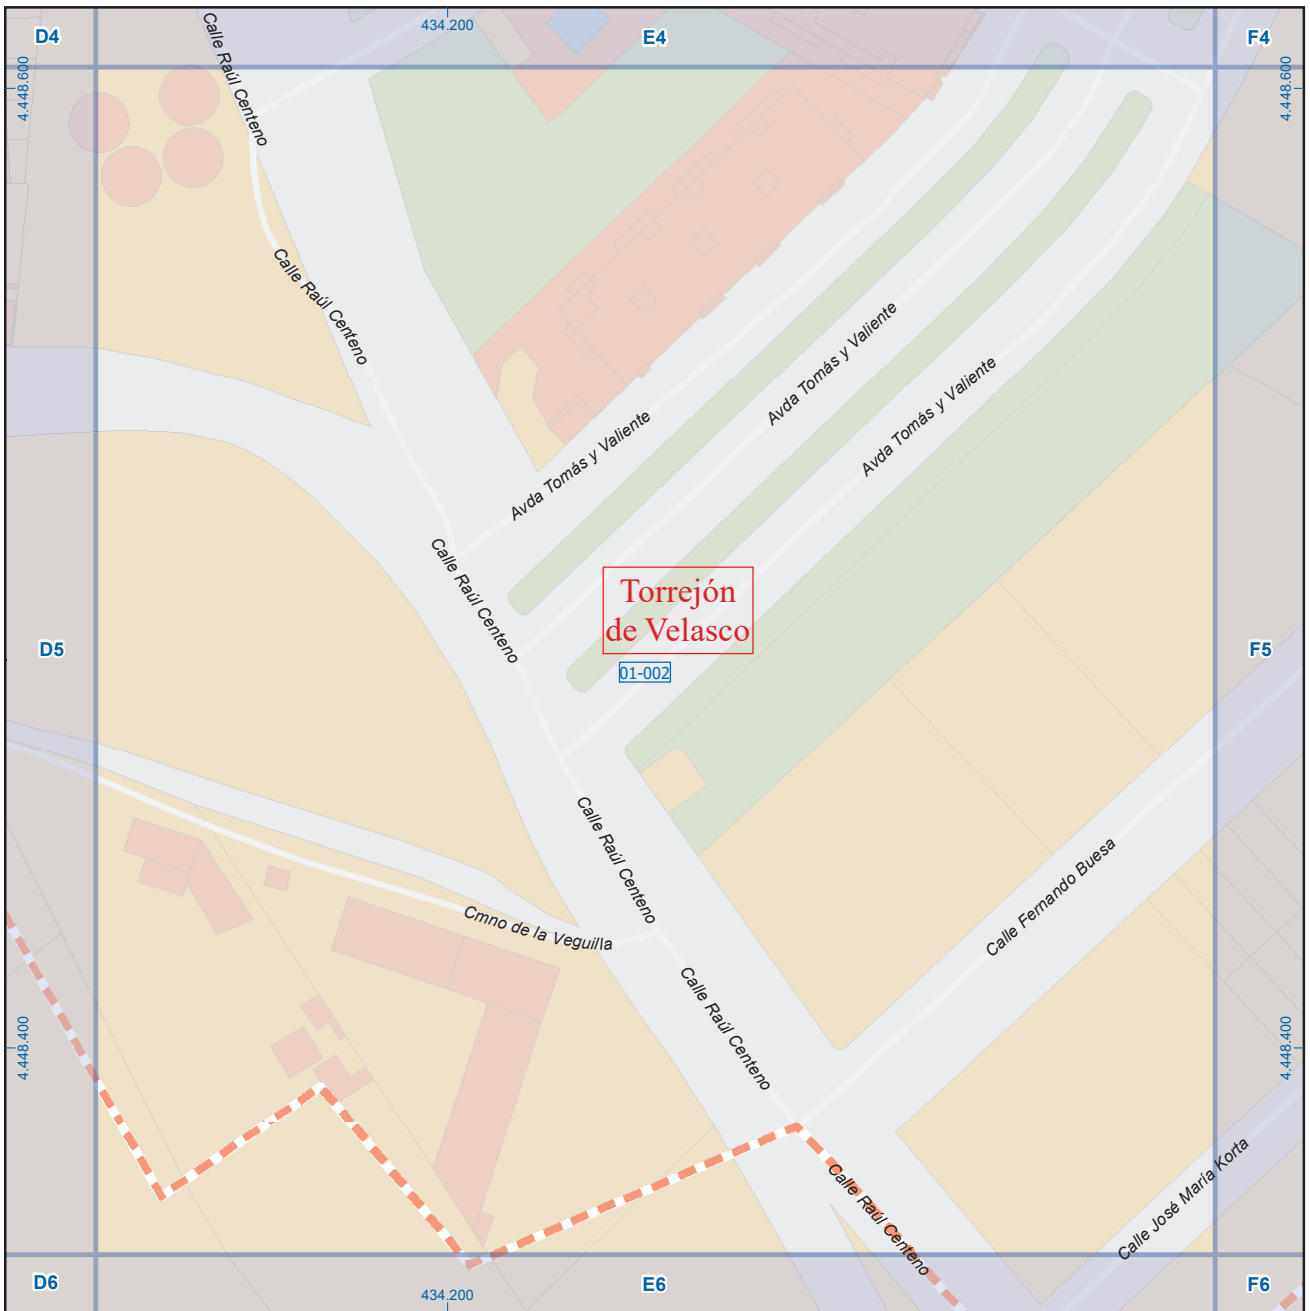 D4
434.200
E4
F4
4.448.600
4.448.600
Calle Raúl Centeno
Calle Raúl Centeno
Avda Tomás y Valiente
Avda Tomás y Valiente
Avda Tomás y Valiente
Calle Raúl Centeno
Torrejón
de Velasco
01-002
D5
F5
Calle Raúl Centeno
Calle Fernando Buesa
Cmno de la Veguilla
Calle Raúl Centeno
4.448.400
4.448.400
Calle Raúl Centeno
Calle José María Korta
D6
434.200
E6
F6